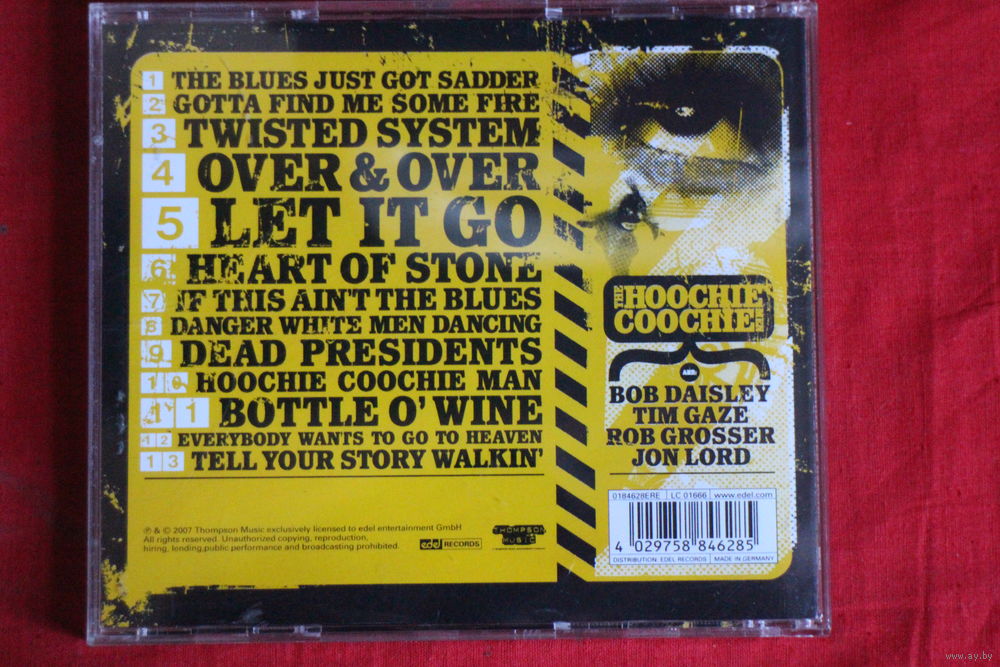 1 THE BLUES JUST GOT SADDER
2 GOTTA FIND ME SOME FIRE
3 TWISTED SYSTEM
4 OVER & OVER
5 LET IT GO
6 HEART OF STONE
7 IF THIS AIN'T THE BLUES
8 DANGER WHITE MEN DANCING
9 DEAD PRESIDENTS
10 HOOCHIE COOCHIE MAN
11 BOTTLE O' WINE
12 EVERYBODY WANTS TO GO TO HEAVEN
13 TELL YOUR STORY WALKIN'
℗ & © 2007 Thompson Music exclusively licensed to edel entertainment GmbH
All rights reserved. Unauthorized copying, reproduction,
hiring, lending,public performance and broadcasting prohibited.
edel RECORDS
THOMPSON
MUSIC
THE HOOCHIE
COOCHIE MEN
ARE:
BOB DAISLEY
TIM GAZE
ROB GROSSER
JON LORD
0184628ERE LC 01666 www.edel.com
4 029758 846285
DISTRIBUTION: EDEL RECORDS MADE IN GERMANY
www.ay.by